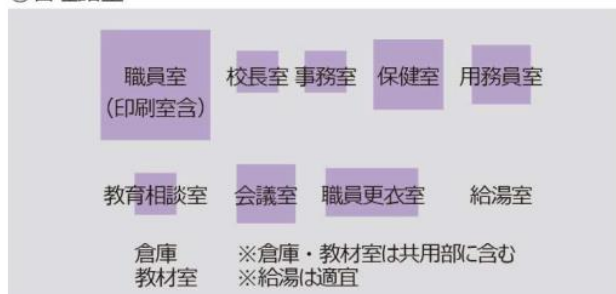 職員室 校長室 事務室 保健室 用務員室
(印刷室含)
教育相談室 会議室 職員更衣室 給湯室
倉庫 ※倉庫・教材室は共用部に含む
教材室 ※給湯は適宜